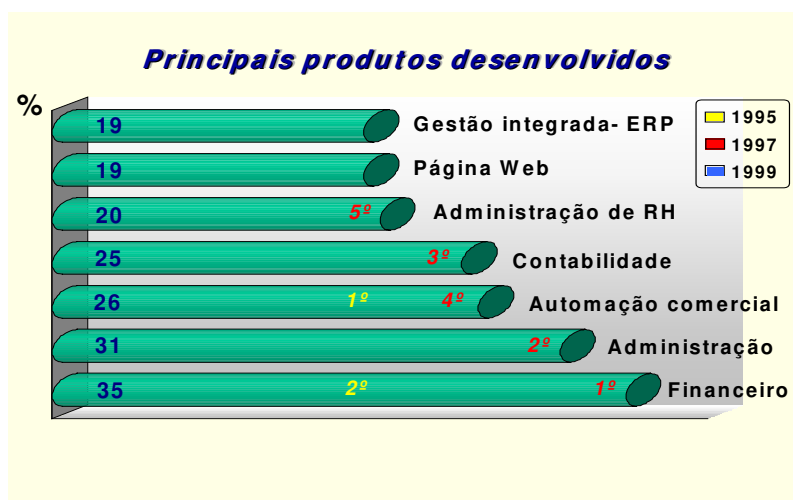 Principais produtos desenvolvidos
%
1995
1997
1999
19 Gestão integrada- ERP
19 Página Web
20 5º Administração de RH
25 3º Contabilidade
26 1º 4º Automação comercial
31 2º Administração
35 2º 1º Financeiro